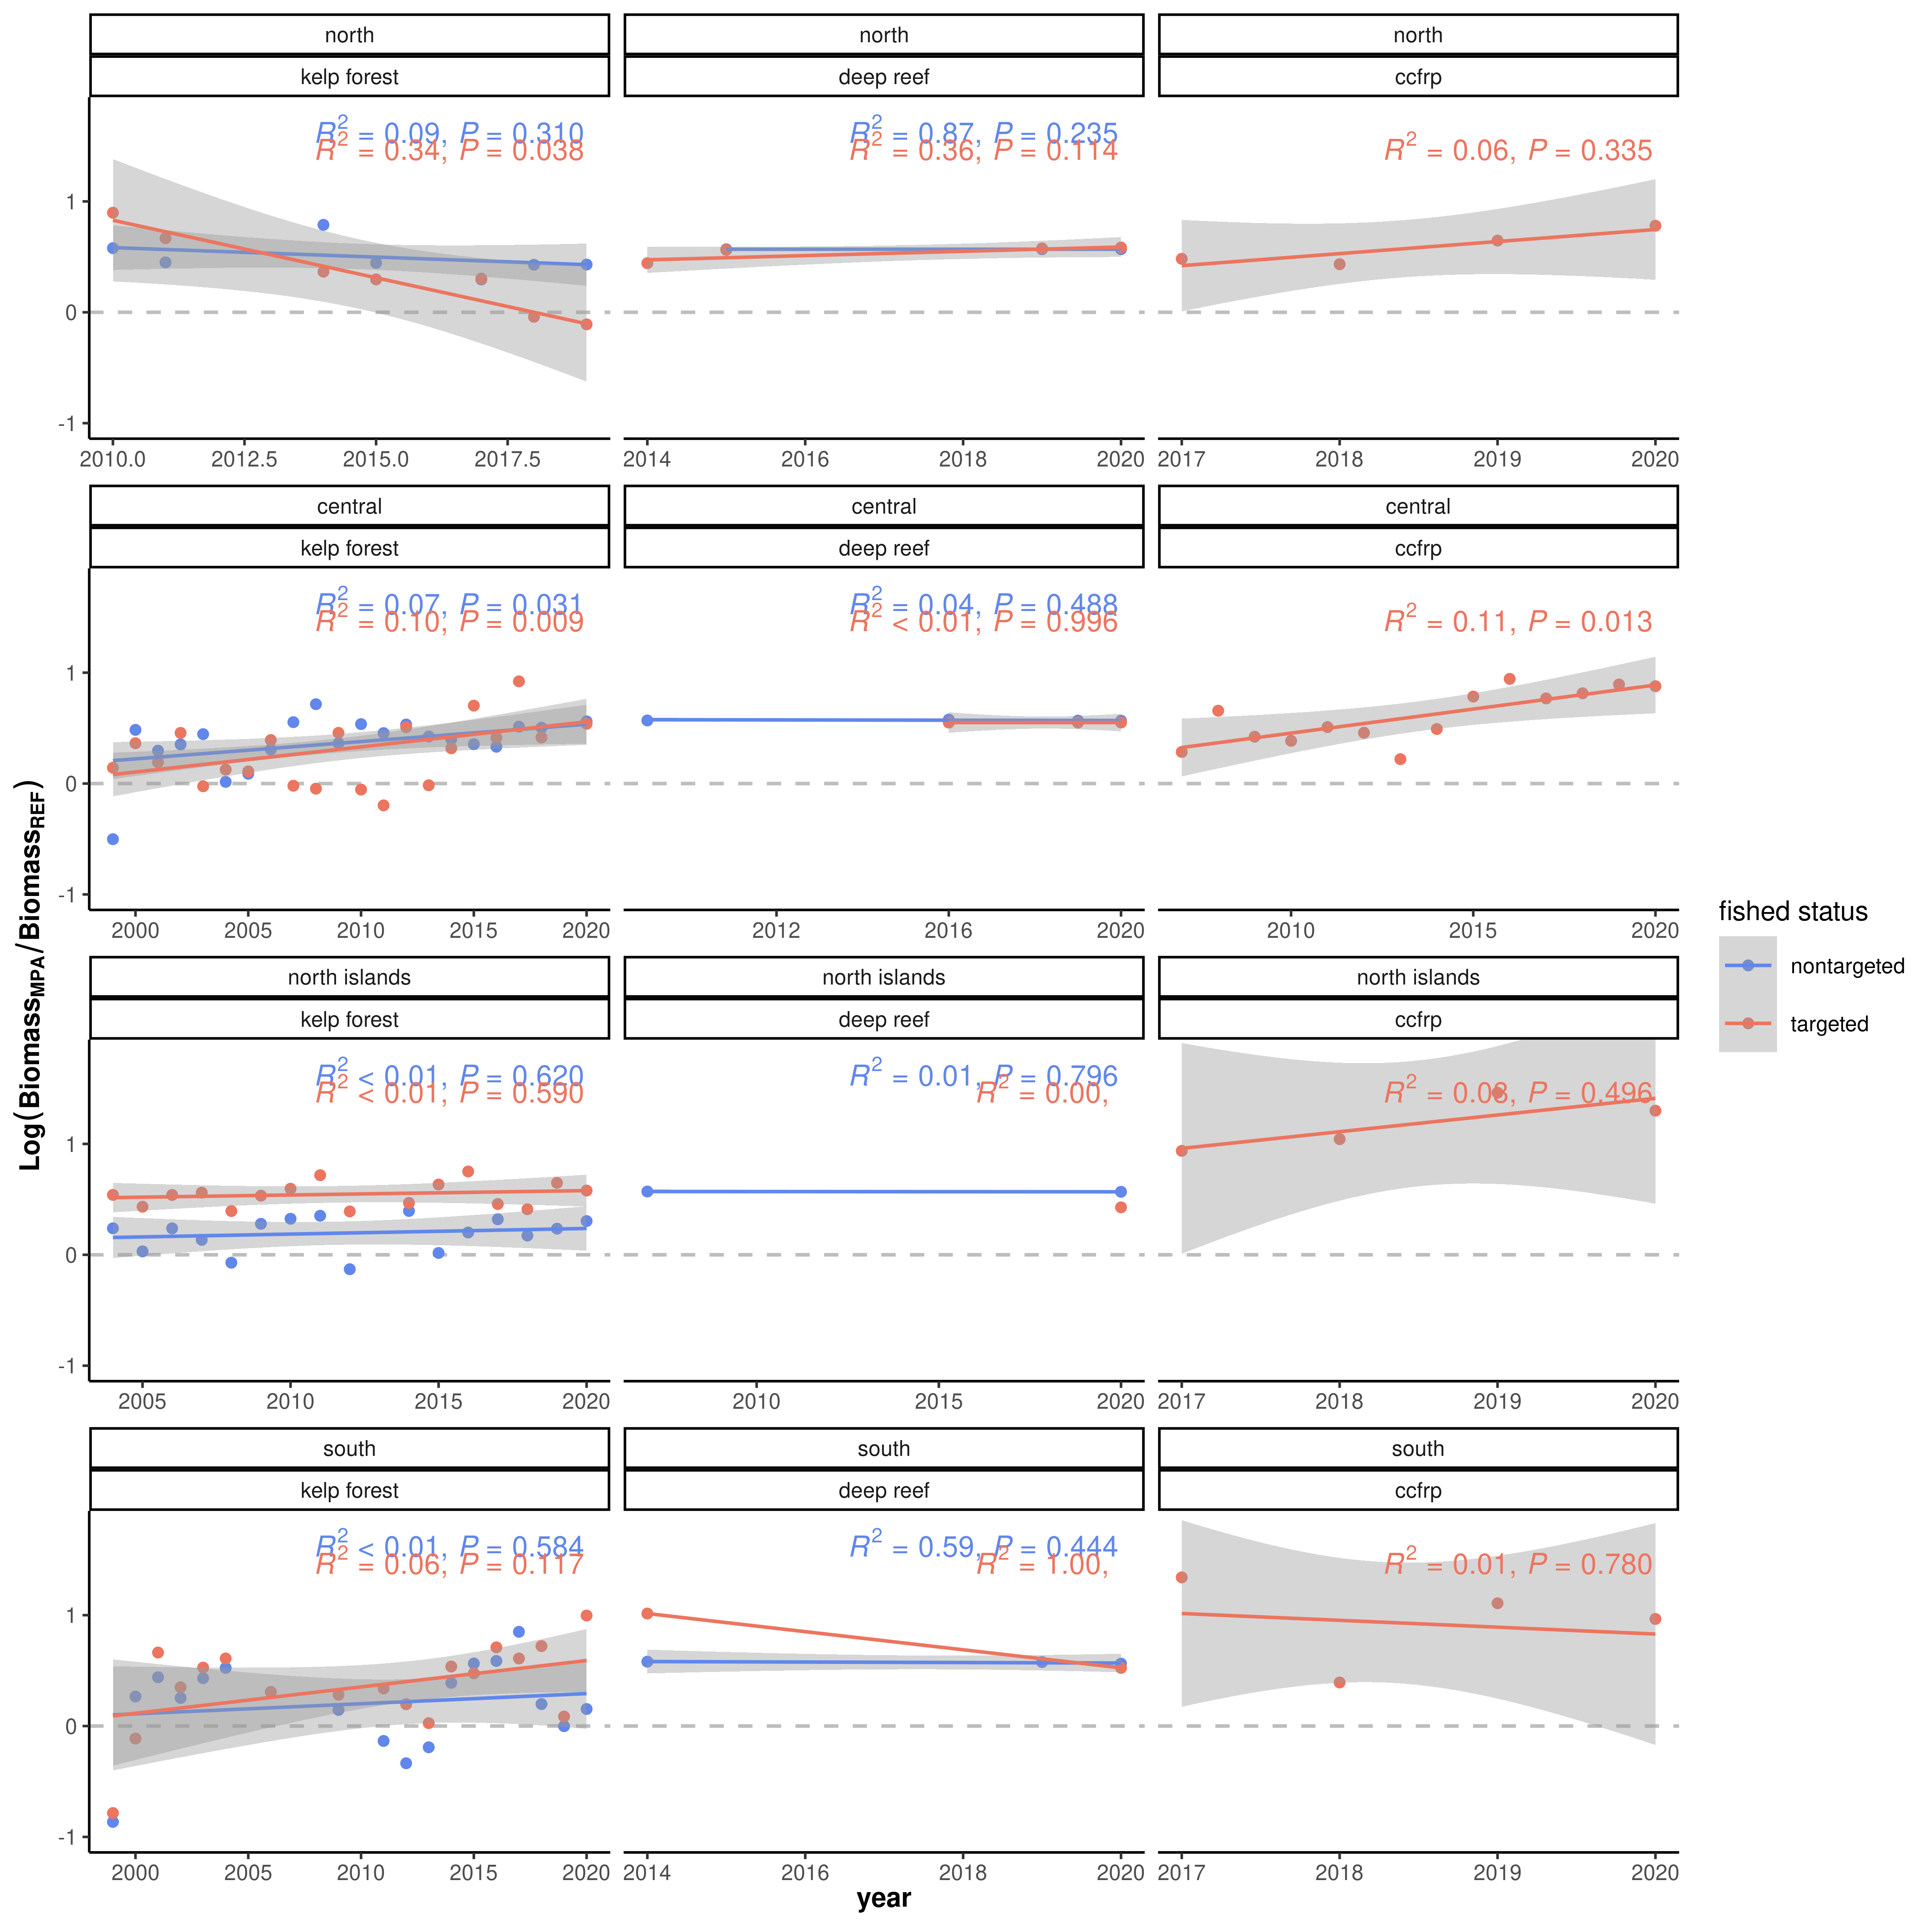 north
kelp forest
R2 = 0.09, P = 0.310
R2 = 0.34, P = 0.038
1
0
-1
2010.0 2012.5 2015.0 2017.5
north
deep reef
R2 = 0.87, P = 0.235
R2 = 0.36, P = 0.114
2014 2016 2018 2020
north
ccfrp
R2 = 0.06, P = 0.335
2017 2018 2019 2020
central
kelp forest
R2 = 0.07, P = 0.031
R2 = 0.10, P = 0.009
1
0
-1
2000 2005 2010 2015 2020
central
deep reef
R2 = 0.04, P = 0.488
R2 < 0.01, P = 0.996
2012 2016 2020
central
ccfrp
R2 = 0.11, P = 0.013
2010 2015 2020
north islands
kelp forest
R2 < 0.01, P = 0.620
R2 < 0.01, P = 0.590
1
0
-1
2005 2010 2015 2020
north islands
deep reef
R2 = 0.01, P = 0.796
R2 = 0.00,
2010 2015 2020
north islands
ccfrp
R2 = 0.08, P = 0.496
2017 2018 2019 2020
south
kelp forest
R2 < 0.01, P = 0.584
R2 = 0.06, P = 0.117
1
0
-1
2000 2005 2010 2015 2020
south
deep reef
R2 = 0.59, P = 0.444
R2 = 1.00,
2014 2016 2018 2020
south
ccfrp
R2 = 0.01, P = 0.780
2017 2018 2019 2020
Log(BiomassMPA/BiomassREF)
year
fished status
nontargeted
targeted